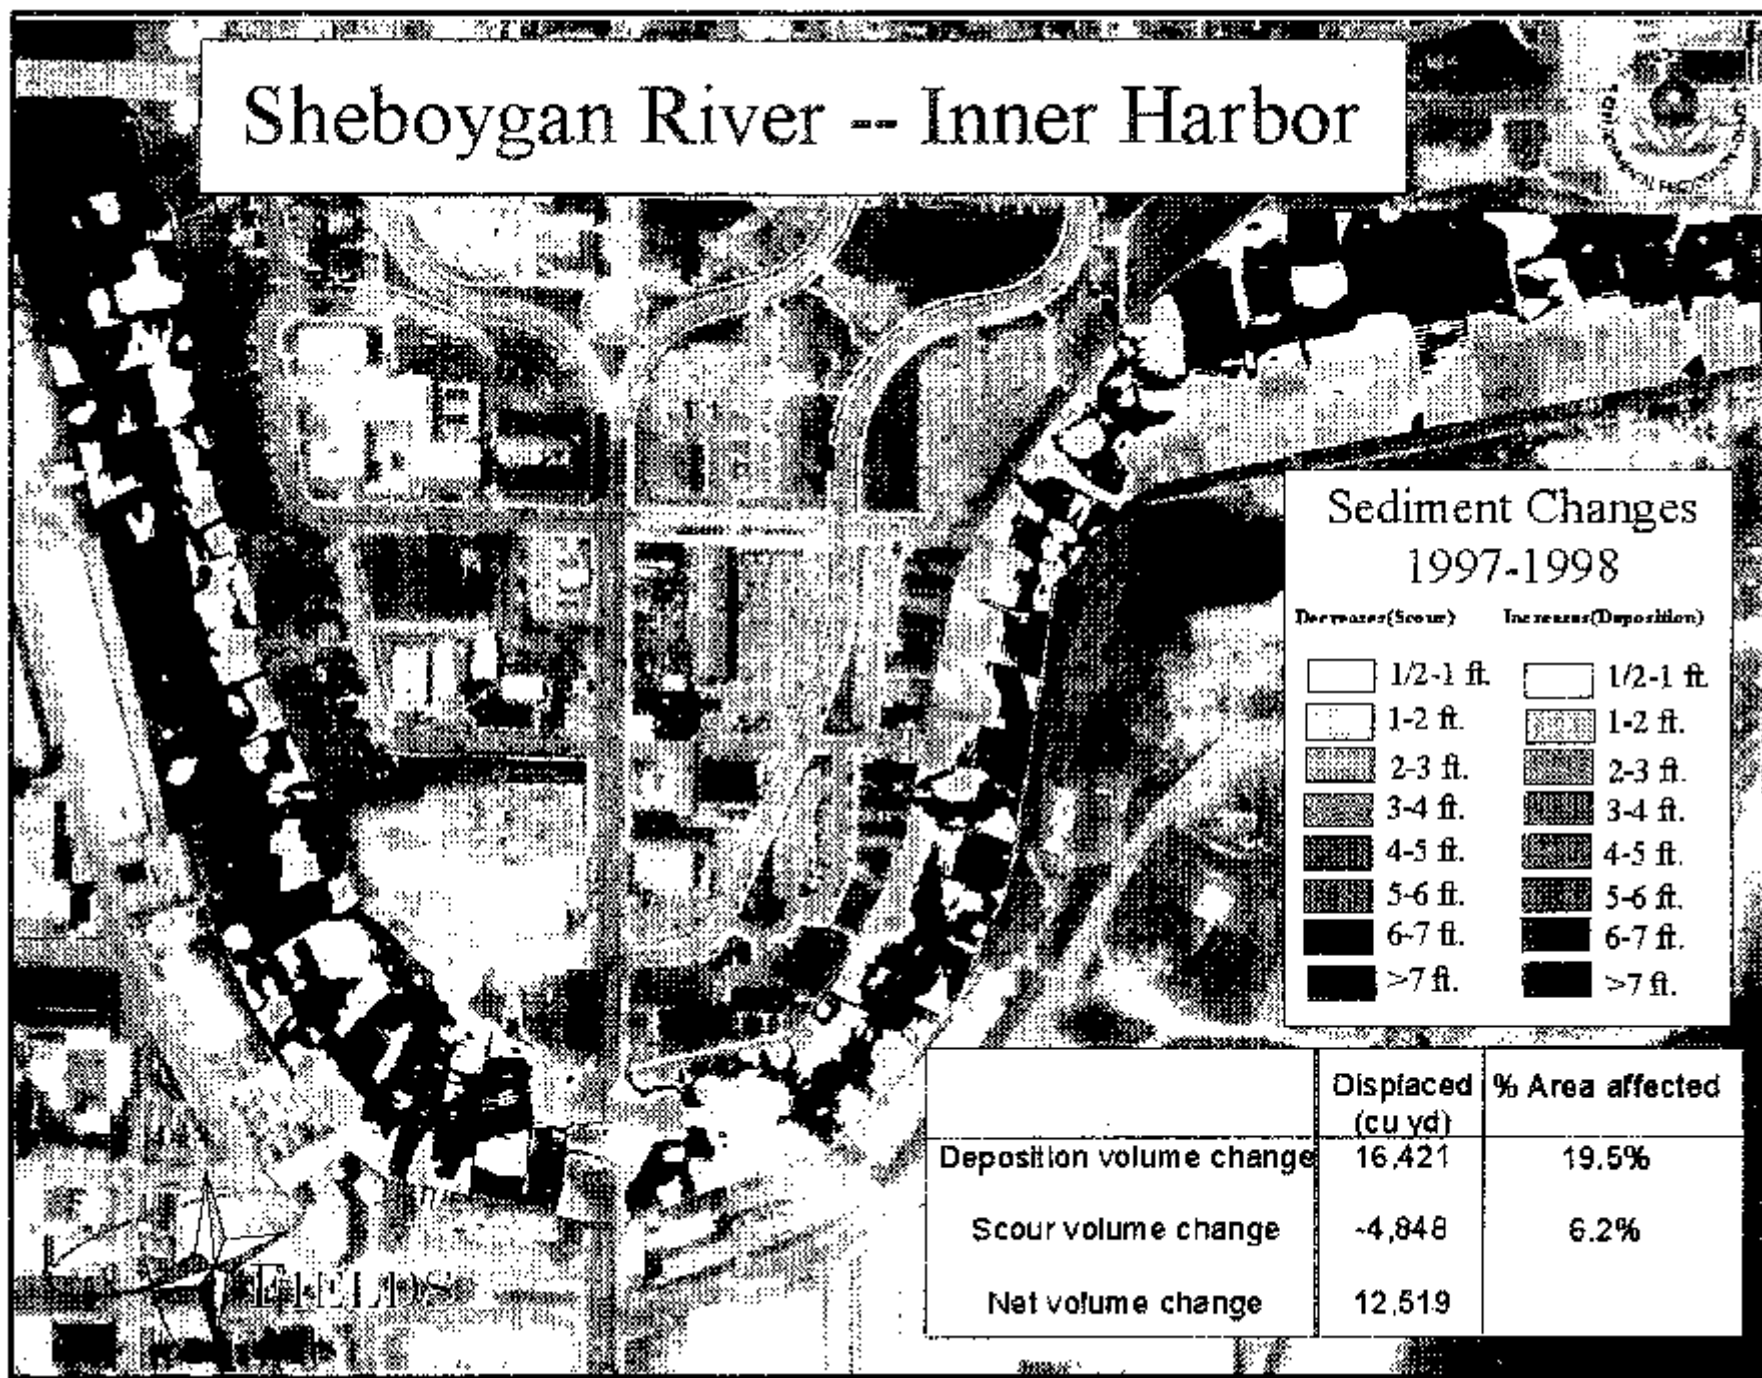 Sheboygan River -- Inner Harbor
Sediment Changes
1997-1998
Decreases(Scour) Increases(Deposition)
1/2-1 ft. 1/2-1 ft.
1-2 ft. 1-2 ft.
2-3 ft. 2-3 ft.
3-4 ft. 3-4 ft.
4-5 ft. 4-5 ft.
5-6 ft. 5-6 ft.
6-7 ft. 6-7 ft.
>7 ft. >7 ft.
Displaced % Area affected
(cu yd)
Deposition volume change 16,421 19.5%
Scour volume change -4,848 6.2%
Net volume change 12,519
FIELDS